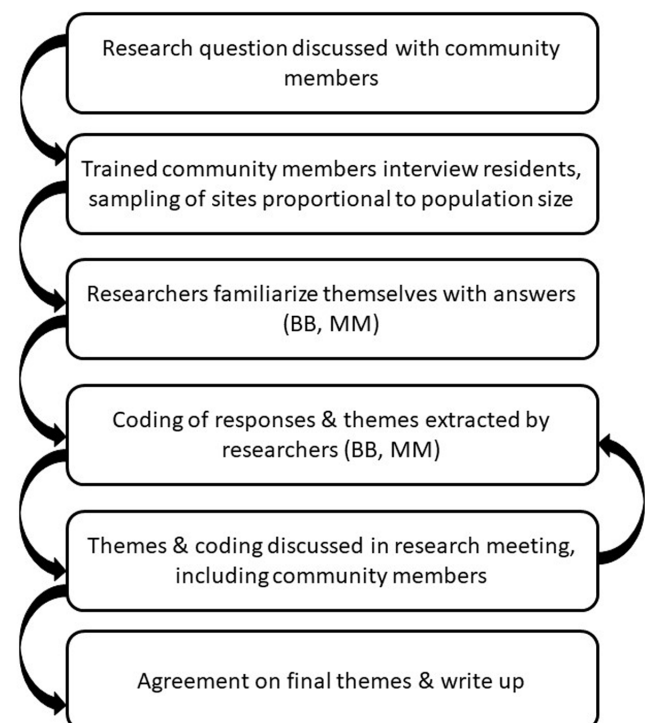 Research question discussed with community
members
Trained community members interview residents,
sampling of sites proportional to population size
Researchers familiarize themselves with answers
(BB, MM)
Coding of responses & themes extracted by
researchers (BB, MM)
Themes & coding discussed in research meeting,
including community members
Agreement on final themes & write up